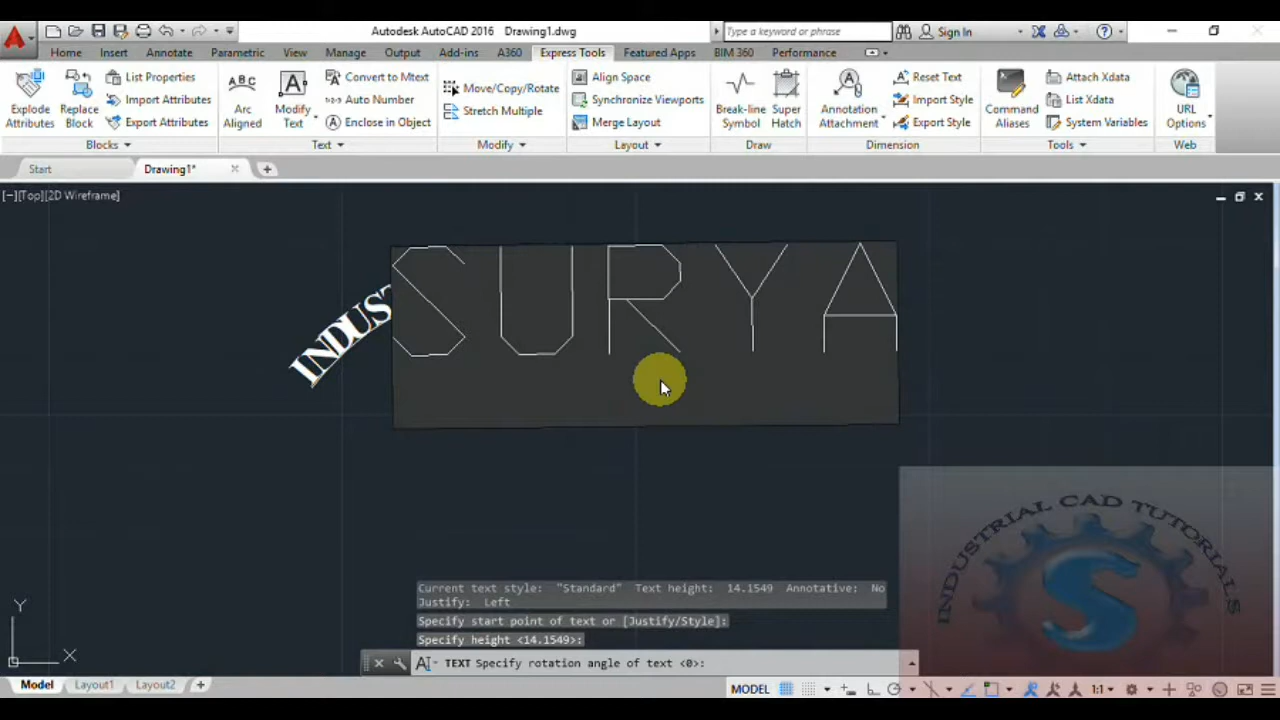 Autodesk AutoCAD 2016 Drawing1.dwg
Type a keyword or phrase
Sign In
Home Insert Annotate Parametric View Manage Output Add-ins A360 Express Tools Featured Apps BIM 360 Performance
Explode Attributes
Replace Block
List Properties
Import Attributes
Export Attributes
Blocks
ABC
Arc Aligned
Modify Text
Convert to Mtext
Auto Number
Enclose in Object
Text
Move/Copy/Rotate
Stretch Multiple
Modify
Align Space
Synchronize Viewports
Merge Layout
Layout
Break-line Symbol
Super Hatch
Draw
Annotation Attachment
Reset Text
Import Style
Export Style
Dimension
Command Aliases
Attach Xdata
List Xdata
System Variables
Tools
URL Options
Web
Start
Drawing1*
[−][Top][2D Wireframe]
SURYA
INDUST
INDUSTRIAL CAD TUTORIALS
Current text style: "Standard" Text height: 14.1549 Annotative: No
Justify: Left
Specify start point of text or [Justify/Style]:
Specify height <14.1549>:
TEXT Specify rotation angle of text <0>:
Y
X
Model Layout1 Layout2
MODEL
1:1